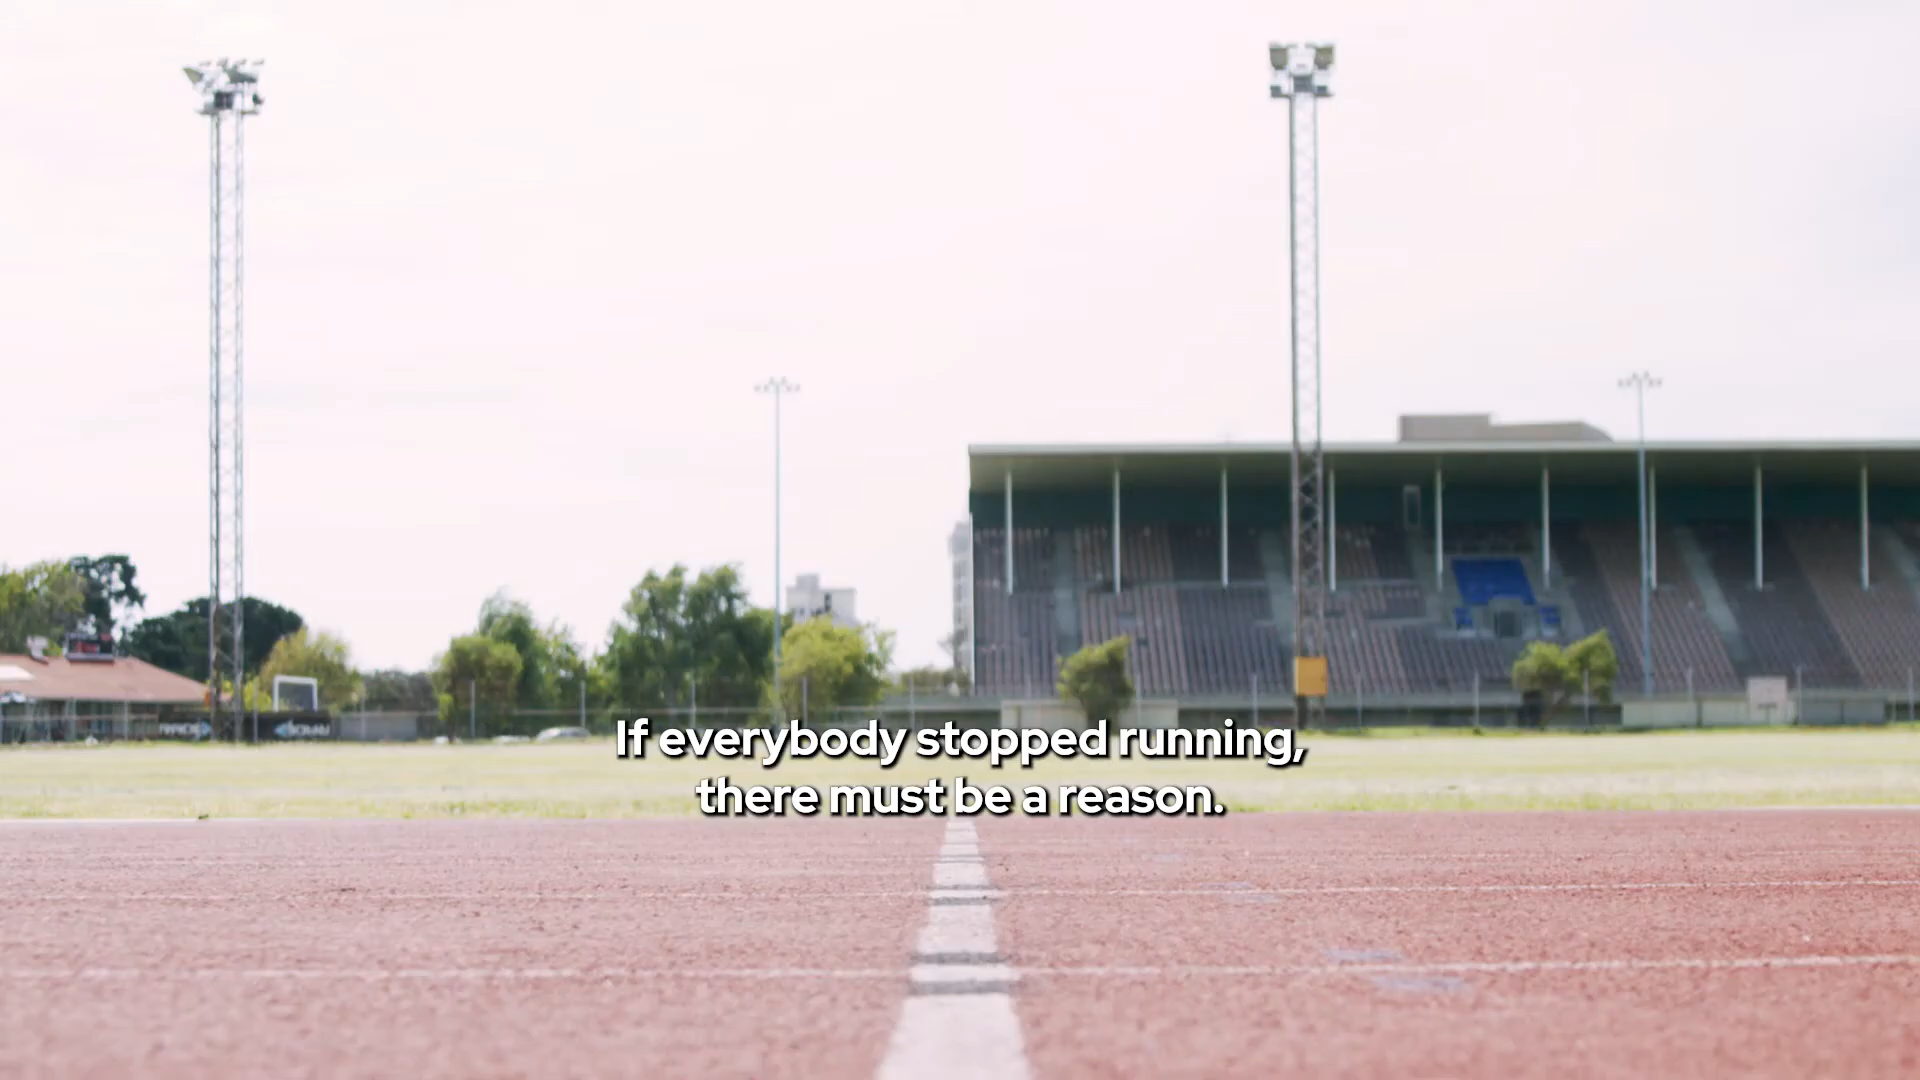 If everybody stopped running,
there must be a reason.